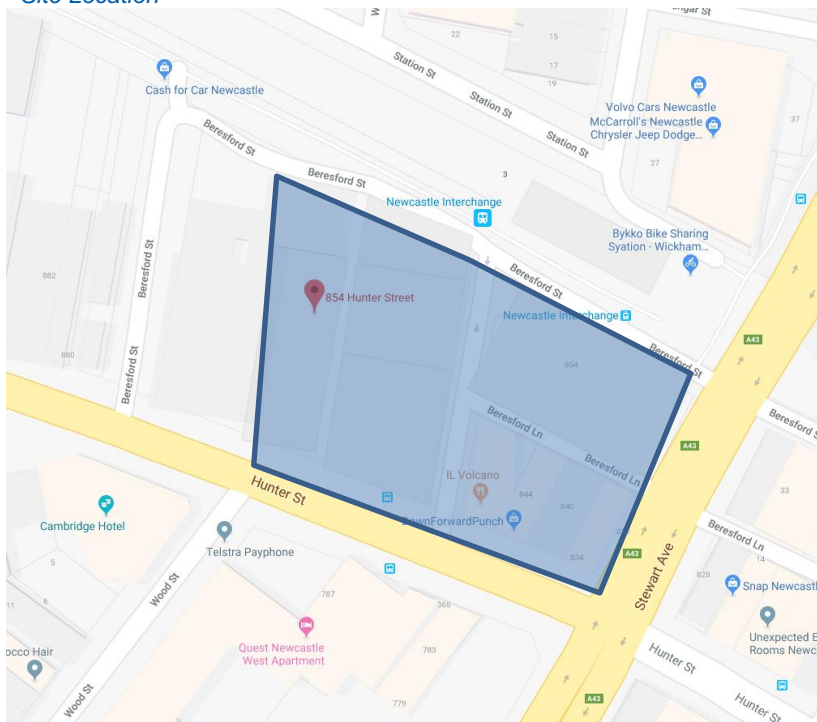 Site Location
22
15
17
19
Station St
Station St
Station St
Cash for Car Newcastle
Volvo Cars Newcastle
McCarroll's Newcastle
Chrysler Jeep Dodge...
37
27
Beresford St
Beresford St
3
Newcastle Interchange
Bykko Bike Sharing
Syation - Wickham...
Beresford St
882
880
854 Hunter Street
Beresford St
Newcastle Interchange
A43
Beresford St
854
Beresford Ln
Beresford Ln
Beresford S
A43
IL Volcano
844
840
33
DownForwardPunch
834
Hunter St
Cambridge Hotel
Telstra Payphone
A43
Stewart Ave
Beresford Ln
14
828
Snap Newcastl
5
11
6
Wood St
787
365
783
779
Quest Newcastle
West Apartment
Unexpected E
Rooms Newc
Hunter St
occo Hair
Wood St
A43
Hunter St